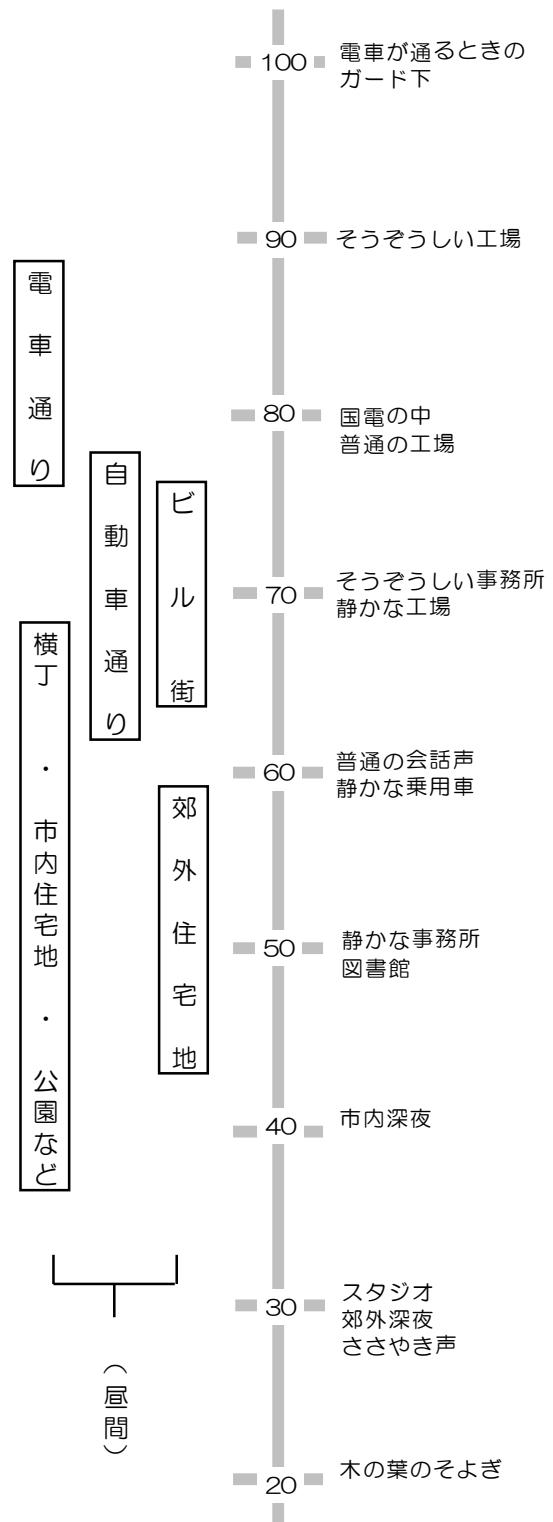 100
電車が通るときの
ガード下
90
そうぞうしい工場
電車通り
80
国電の中
普通の工場
自動車通り
ビル街
70
そうぞうしい事務所
静かな工場
横丁・市内住宅地・公園など
60
普通の会話声
静かな乗用車
郊外住宅地
50
静かな事務所
図書館
40
市内深夜
30
スタジオ
郊外深夜
ささやき声
（昼間）
20
木の葉のそよぎ